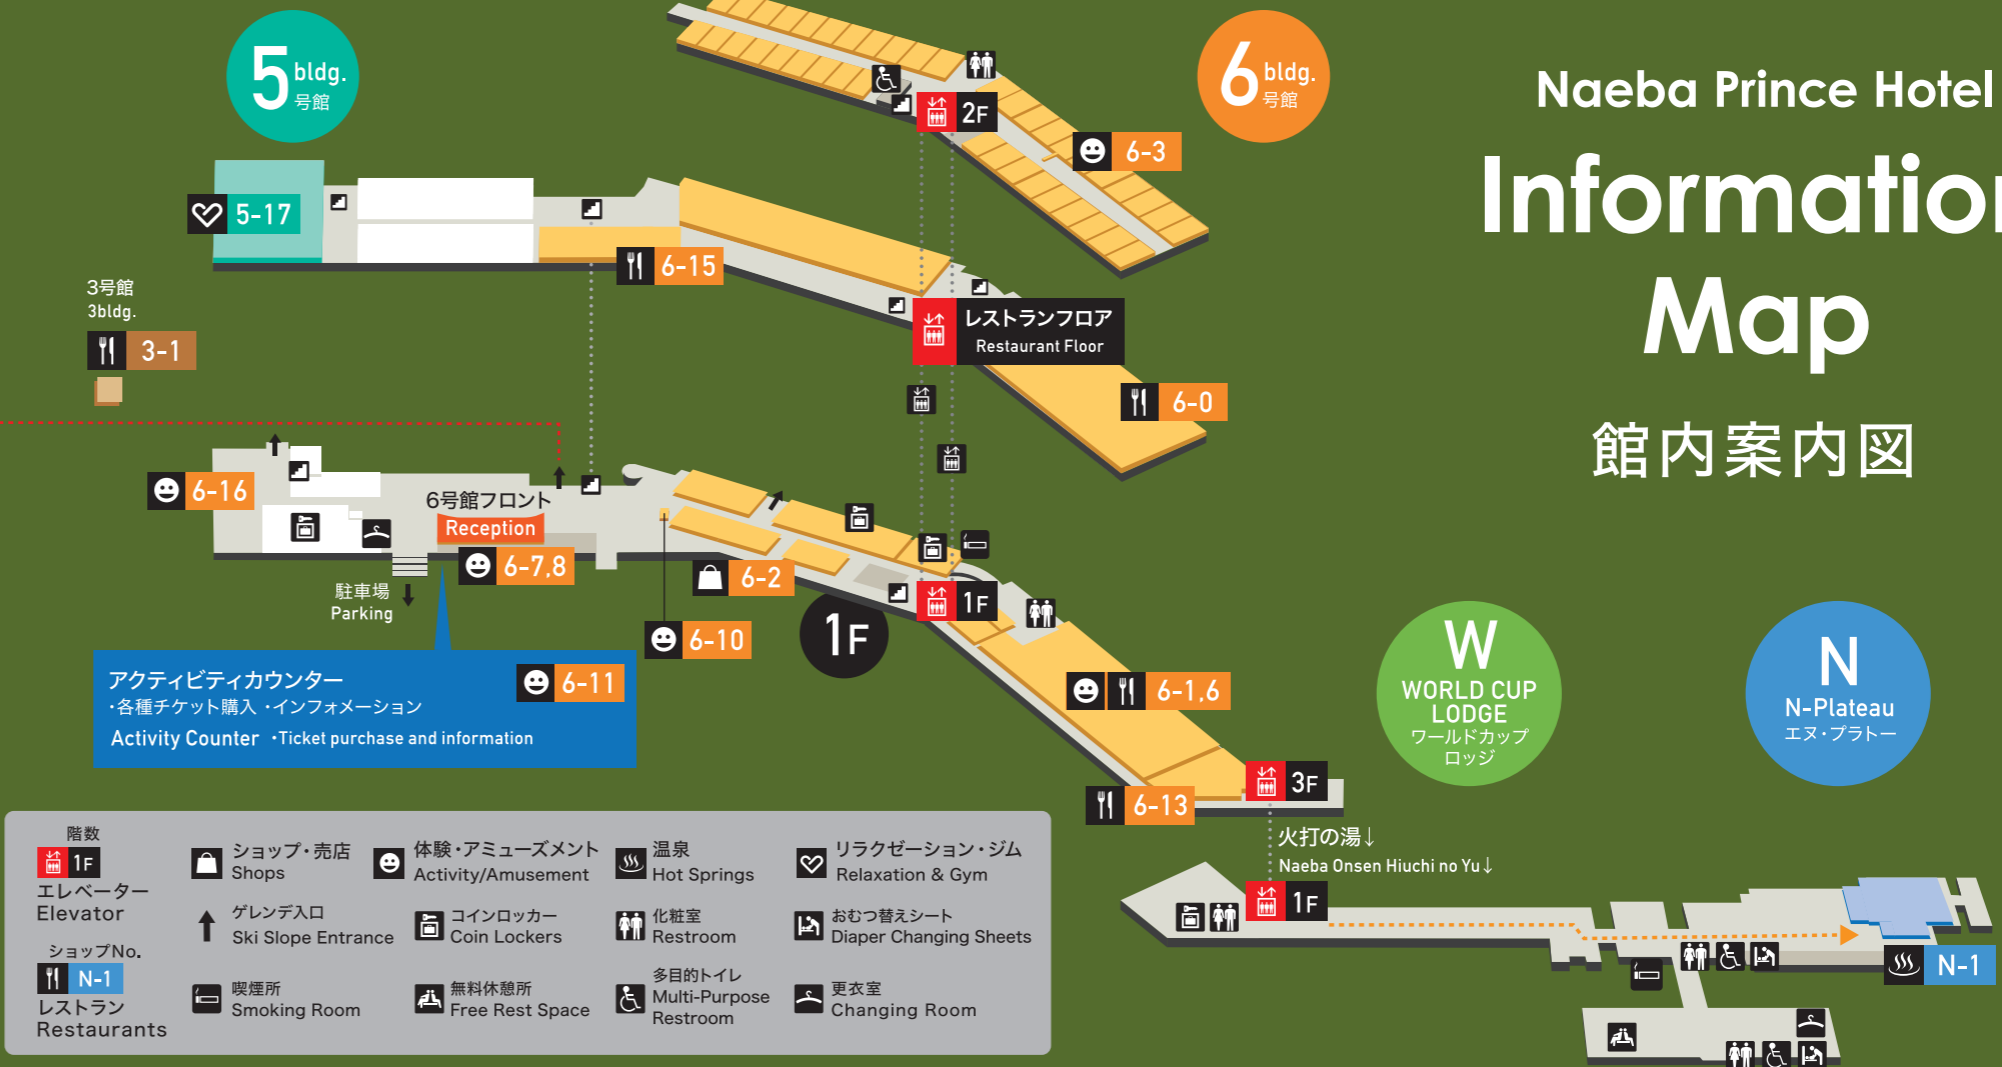 5 bldg.
号館
6 bldg.
号館
Naeba Prince Hotel
Information
Map
館内案内図
2F
6-3
5-17
6-15
3号館
3bldg.
3-1
レストランフロア
Restaurant Floor
6-0
6-16
6号館フロント
Reception
6-7,8
駐車場
Parking
6-2
1F
6-10
1F
6-1,6
アクティビティカウンター
・各種チケット購入 ・インフォメーション
Activity Counter ・Ticket purchase and information
6-11
3F
6-13
火打の湯↓
Naeba Onsen Hiuchi no Yu↓
1F
N-1
W
WORLD CUP
LODGE
ワールドカップ
ロッジ
N
N-Plateau
エヌ・プラトー
階数
1F
エレベーター
Elevator
ショップNo.
N-1
レストラン
Restaurants
ショップ・売店
Shops
体験・アミューズメント
Activity/Amusement
温泉
Hot Springs
リラクゼーション・ジム
Relaxation & Gym
ゲレンデ入口
Ski Slope Entrance
コインロッカー
Coin Lockers
化粧室
Restroom
おむつ替えシート
Diaper Changing Sheets
喫煙所
Smoking Room
無料休憩所
Free Rest Space
多目的トイレ
Multi-Purpose
Restroom
更衣室
Changing Room